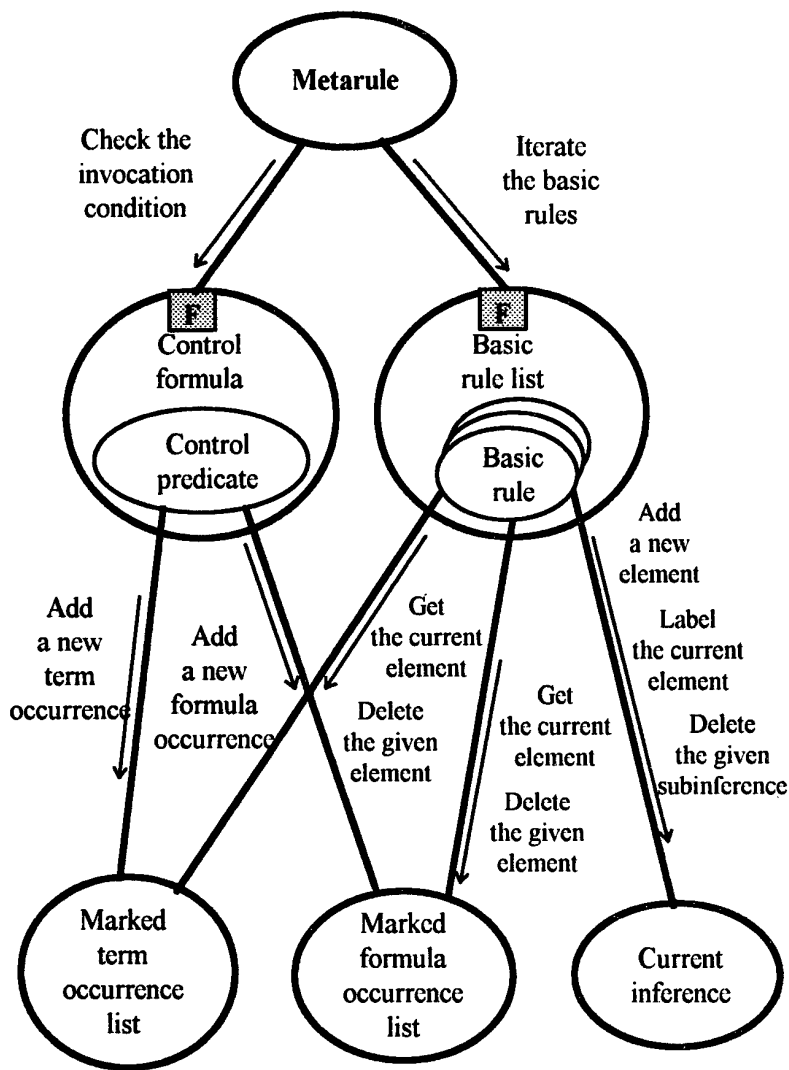 Metarule
Check the
invocation
condition
Iterate
the basic
rules
F
Control
formula
Control
predicate
F
Basic
rule list
Basic
rule
Add
a new
term
occurrence
Add
a new
formula
occurrence
Get
the current
element
Delete
the given
element
Get
the current
element
Delete
the given
element
Add
a new
element
Label
the current
element
Delete
the given
subinference
Marked
term
occurrence
list
Marked
formula
occurrence
list
Current
inference